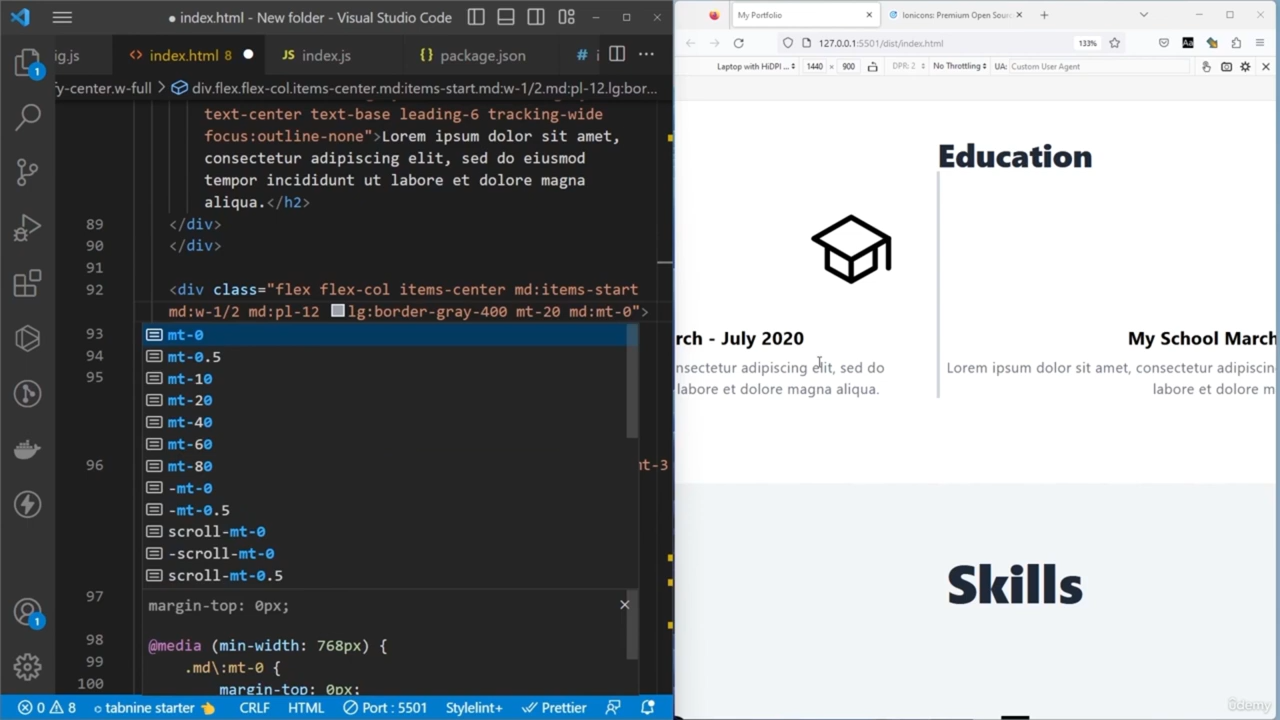 index.html - New folder - Visual Studio Code
ig.js
index.html 8
index.js
package.json
fy-center.w-full > div.flex.flex-col.items-center.md:items-start.md:w-1/2.md:pl-12.lg:bor...
text-center text-base leading-6 tracking-wide
focus:outline-none">Lorem ipsum dolor sit amet,
consectetur adipiscing elit, sed do eiusmod
tempor incididunt ut labore et dolore magna
aliqua.</h2>
89 </div>
90 </div>
91
92 <div class="flex flex-col items-center md:items-start
md:w-1/2 md:pl-12 lg:border-gray-400 mt-20 md:mt-0">
93
94
95
96
97
98
99
100
mt-0
mt-0.5
mt-10
mt-20
mt-40
mt-60
mt-80
-mt-0
-mt-0.5
scroll-mt-0
-scroll-mt-0
scroll-mt-0.5
mt-3
margin-top: 0px;
@media (min-width: 768px) {
.md\:mt-0 {
margin-top: 0px;
1
1
0 8 tabnine starter CRLF HTML Port : 5501 Stylelint+ Prettier
My Portfolio
Ionicons: Premium Open Sour
127.0.0.1:5501/dist/index.html
133%
Laptop with HiDPI ... 1440 × 900 DPR: 2 No Throttling UA: Custom User Agent
Education
rch - July 2020
nsectetur adipiscing elit, sed do
labore et dolore magna aliqua.
My School March
Lorem ipsum dolor sit amet, consectetur adipiscin
labore et dolore m
Skills
ûdemy